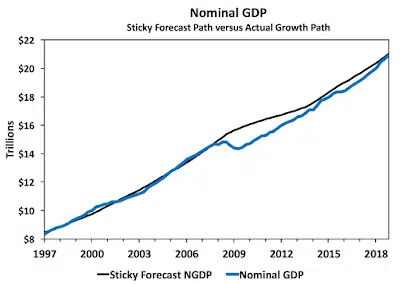 Nominal GDP
Sticky Forecast Path versus Actual Growth Path
$22
$20
$18
$16
$14
$12
$10
$8
Trillions
1997 2000 2003 2006 2009 2012 2015 2018
Sticky Forecast NGDP Nominal GDP